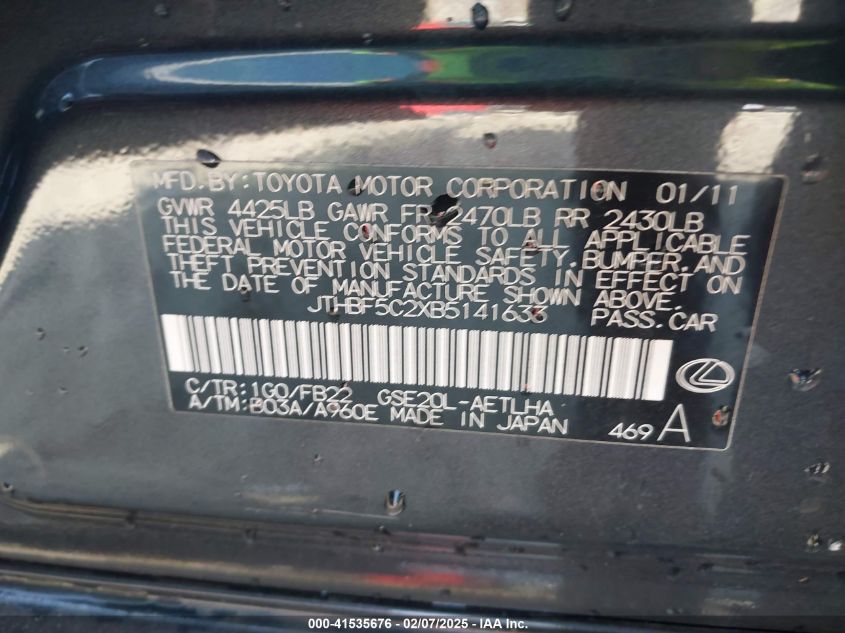 MFD.BY:TOYOTA MOTOR CORPORATION 01/11
GVWR 4425LB GAWR FR 2470LB RR 2430LB
THIS VEHICLE CONFORMS TO ALL APPLICABLE
FEDERAL MOTOR VEHICLE SAFETY,BUMPER,AND
THEFT PREVENTION STANDARDS IN EFFECT ON
THE DATE OF MANUFACTURE SHOWN ABOVE.
JTHBF5C2XB5141633 PASS.CAR
C/TR:1G0/FB22 GSE20L-AETLHA
A/TM:B03A/A960E MADE IN JAPAN
469 A
000-41535676 | 02/07/2025 | IAA Inc.